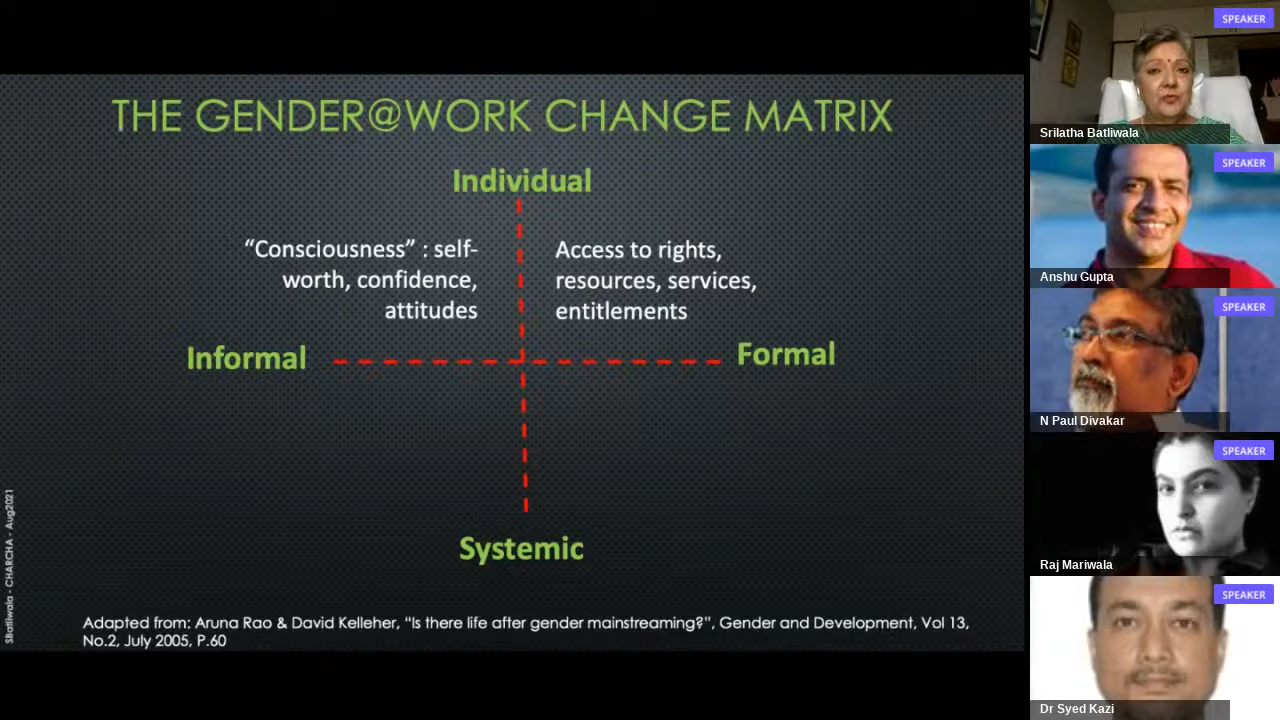 THE GENDER@WORK CHANGE MATRIX
Individual
“Consciousness” : self-
worth, confidence,
attitudes
Access to rights,
resources, services,
entitlements
Informal
Formal
Systemic
Adapted from: Aruna Rao & David Kelleher, “Is there life after gender mainstreaming?”, Gender and Development, Vol 13,
No.2, July 2005, P.60
SBatliwala - CHARCHA - Aug2021
SPEAKER
Srilatha Batliwala
SPEAKER
Anshu Gupta
SPEAKER
N Paul Divakar
SPEAKER
Raj Mariwala
SPEAKER
Dr Syed Kazi